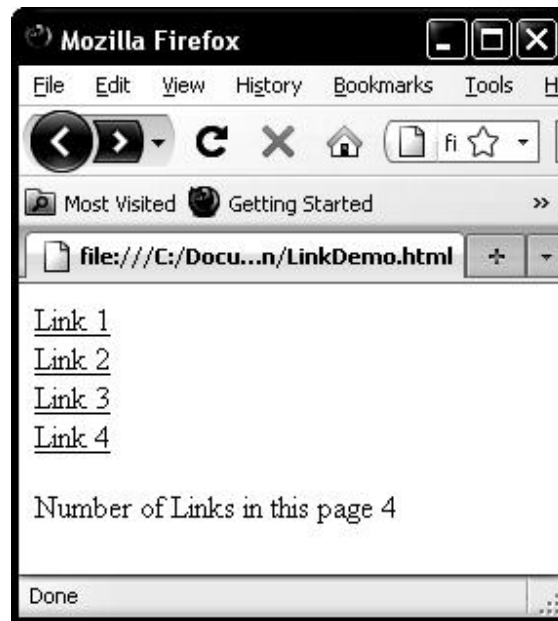 Mozilla Firefox
File Edit View History Bookmarks Tools H
fi
Most Visited Getting Started »
file:///C:/Docu...n/LinkDemo.html
Link 1
Link 2
Link 3
Link 4
Number of Links in this page 4
Done